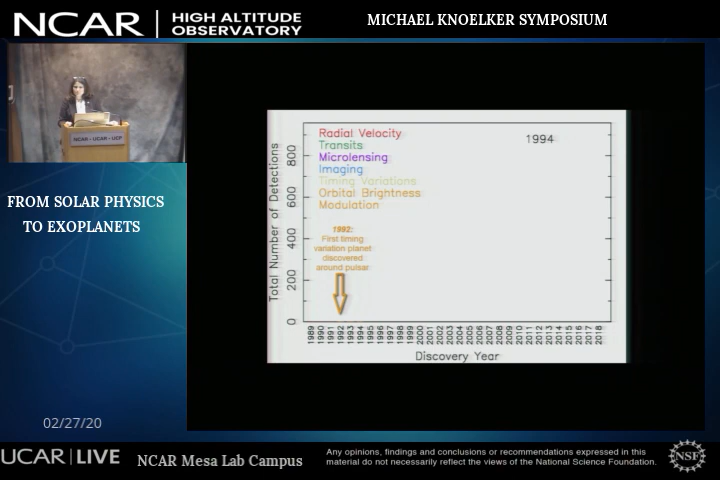 NCAR | HIGH ALTITUDE OBSERVATORY
MICHAEL KNOELKER SYMPOSIUM
NCAR • UCAR • UCP
FROM SOLAR PHYSICS
TO EXOPLANETS
Radial Velocity
Transits
Microlensing
Imaging
Timing Variations
Orbital Brightness
Modulation
1994
1992:
First timing
variation planet
discovered
around pulsar
Total Number of Detections
800
600
400
200
0
1989 1990 1991 1992 1993 1994 1995 1996 1997 1998 1999 2000 2001 2002 2003 2004 2005 2006 2007 2008 2009 2010 2011 2012 2013 2014 2015 2016 2017 2018
Discovery Year
02/27/20
UCAR | LIVE
NCAR Mesa Lab Campus
Any opinions, findings and conclusions or recommendations expressed in this
material do not necessarily reflect the views of the National Science Foundation.
NSF